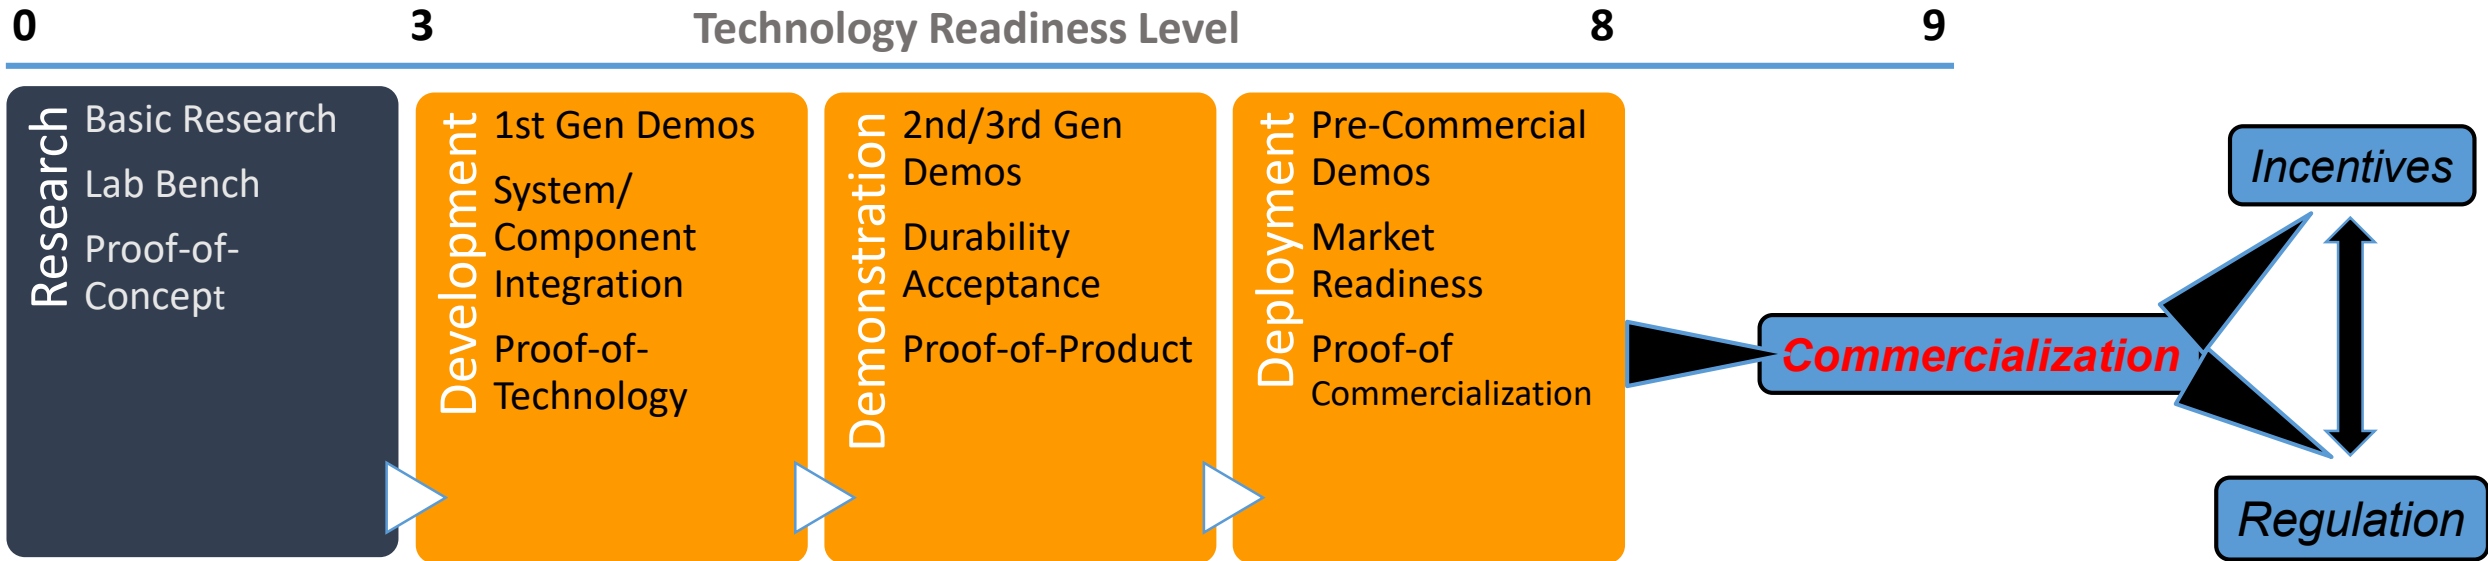 0 3 Technology Readiness Level 8 9
Research
Basic Research
Lab Bench
Proof-of-
Concept
Development
1st Gen Demos
System/
Component
Integration
Proof-of-
Technology
Demonstration
2nd/3rd Gen
Demos
Durability
Acceptance
Proof-of-Product
Deployment
Pre-Commercial
Demos
Market
Readiness
Proof-of
Commercialization
Commercialization
Incentives
Regulation